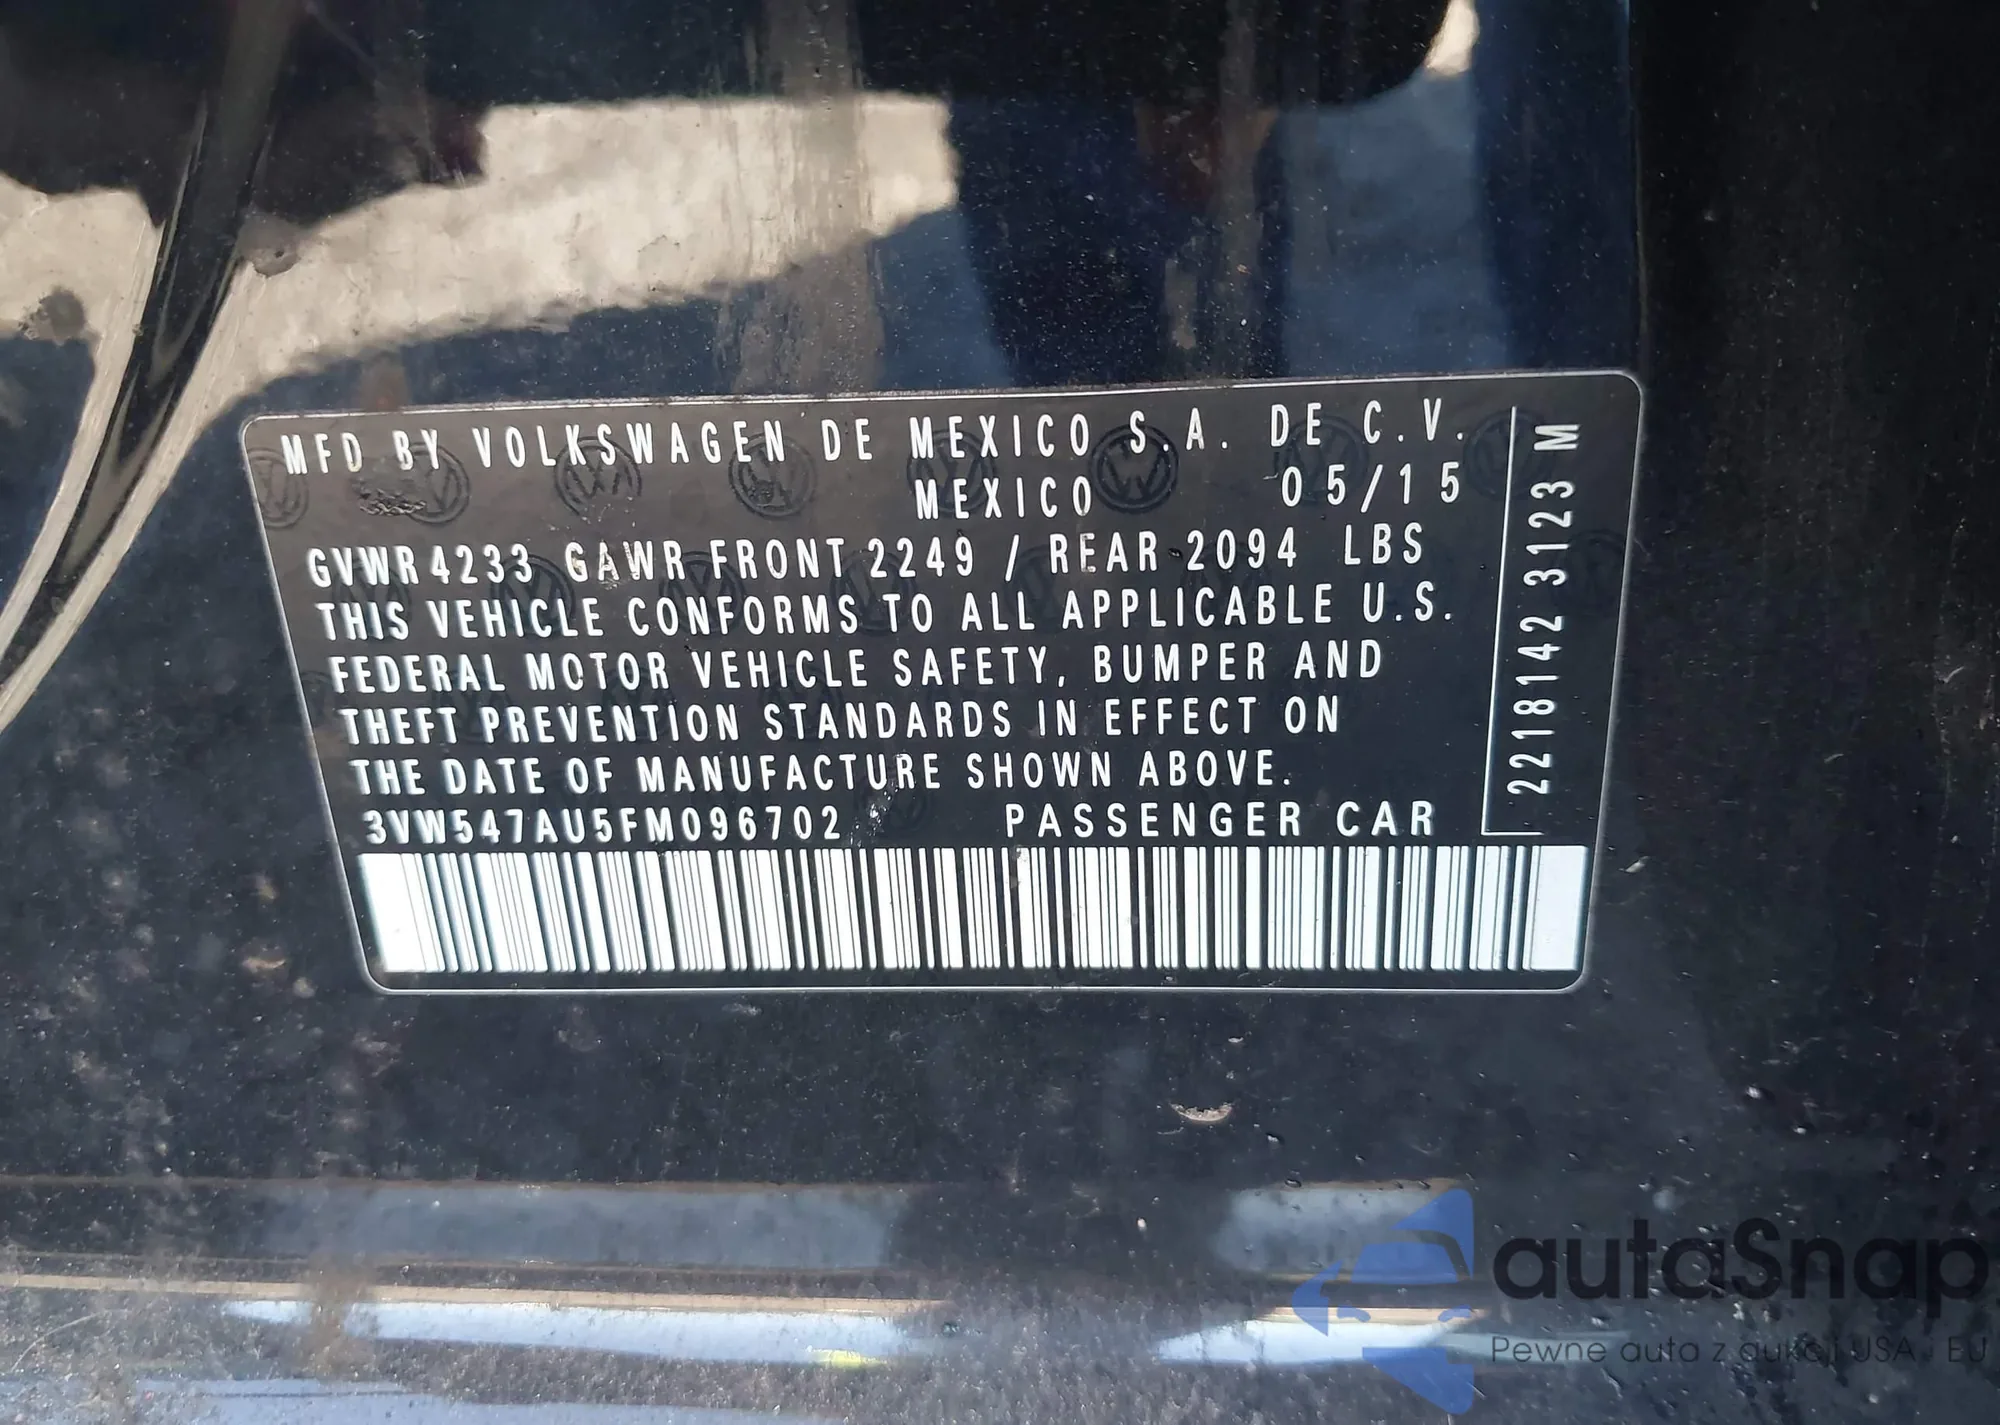 MFD BY VOLKSWAGEN DE MEXICO S.A. DE C.V.
MEXICO 05/15
GVWR 4233 GAWR FRONT 2249 / REAR 2094 LBS
THIS VEHICLE CONFORMS TO ALL APPLICABLE U.S.
FEDERAL MOTOR VEHICLE SAFETY, BUMPER AND
THEFT PREVENTION STANDARDS IN EFFECT ON
THE DATE OF MANUFACTURE SHOWN ABOVE.
3VW547AU5FM096702 PASSENGER CAR
2218142 3123 M
autaSnap
Pewne auta z aukcji USA i EU